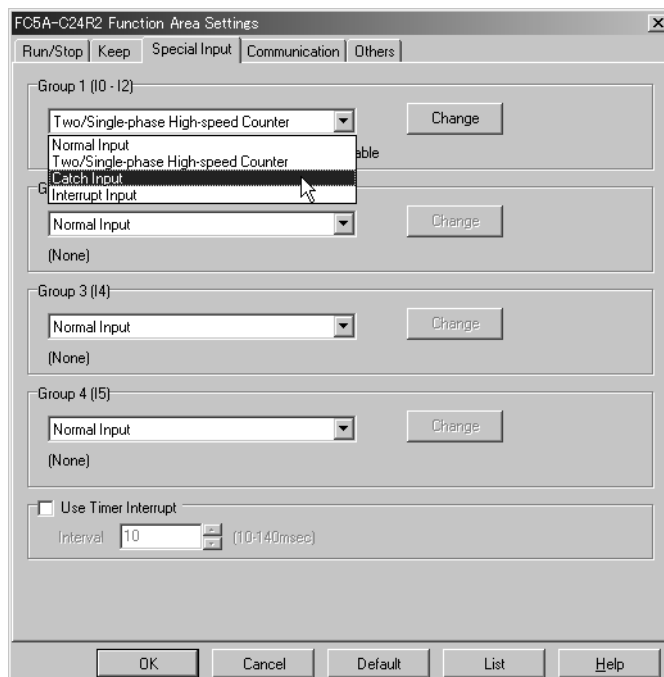 FC5A-C24R2 Function Area Settings
Run/Stop Keep Special Input Communication Others
Group 1 (I0 - I2)
Two/Single-phase High-speed Counter
Change
Normal Input
Two/Single-phase High-speed Counter
able
Catch Input
Interrupt Input
G
Normal Input
Change
(None)
Group 3 (I4)
Normal Input
Change
(None)
Group 4 (I5)
Normal Input
Change
(None)
Use Timer Interrupt
Interval 10 (10-140msec)
OK Cancel Default List Help